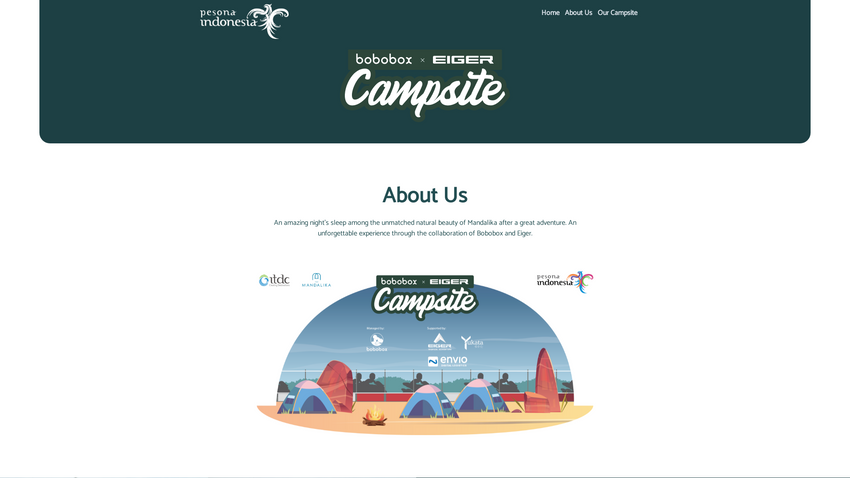 pesona
indonesia
Home About Us Our Campsite
bobobox × EIGER
Campsite
About Us
An amazing night's sleep among the unmatched natural beauty of Mandalika after a great adventure. An
unforgettable experience through the collaboration of Bobobox and Eiger.
itdc
MANDALIKA
bobobox × EIGER
Campsite
pesona
indonesia
Managed by
bobobox
Supported by
envio